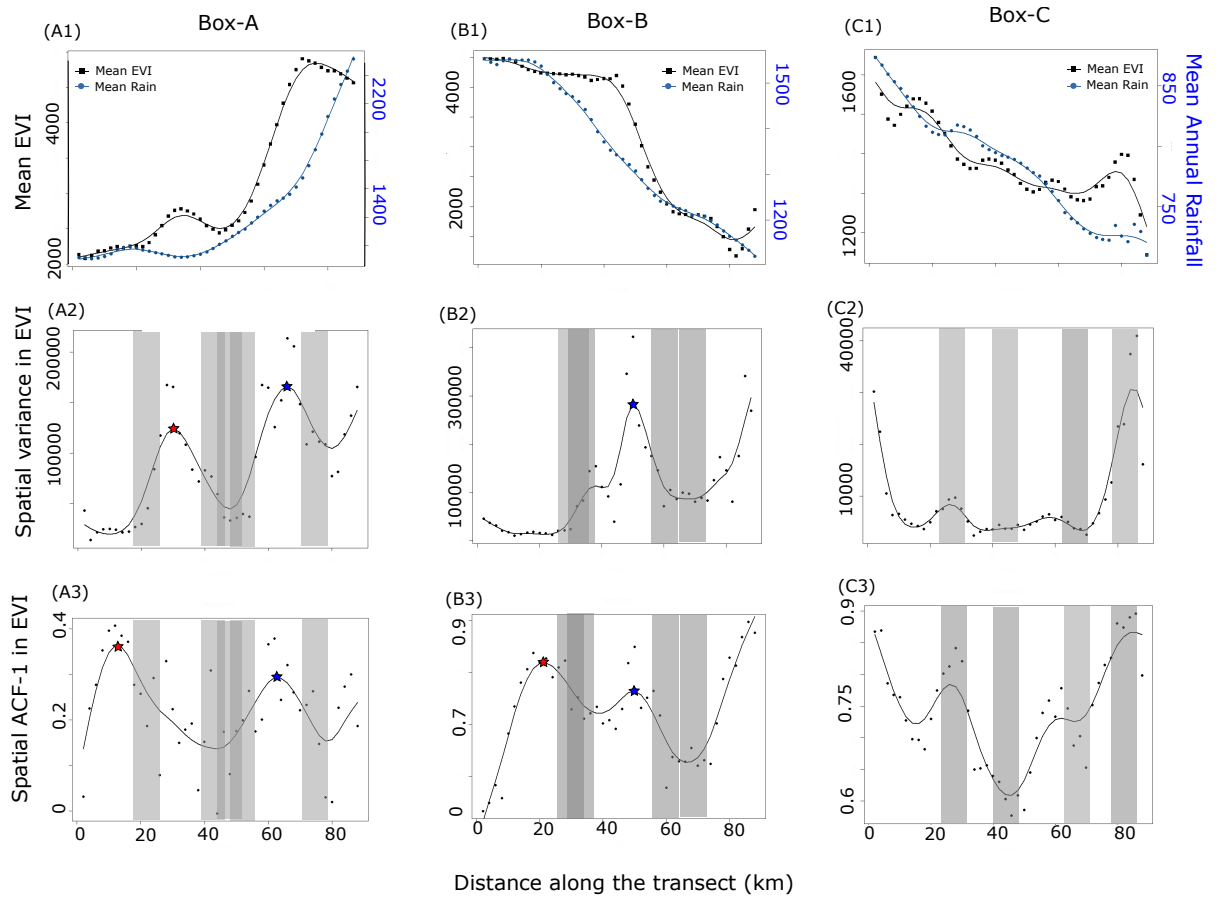 Box-A
Box-B
Box-C
(A1)
(B1)
(C1)
Mean EVI
Mean Rain
Mean EVI
Mean Rain
Mean EVI
Mean Rain
Mean EVI
2000
4000
1400
2200
2000
4000
1200
1500
1200
1600
750
850
Mean Annual Rainfall
(A2)
(B2)
(C2)
Spatial variance in EVI
100000
200000
100000
300000
10000
40000
(A3)
(B3)
(C3)
Spatial ACF-1 in EVI
0
0.2
0.4
0
0.7
0.9
0.6
0.75
0.9
0 20 40 60 80
0 20 40 60 80
0 20 40 60 80
Distance along the transect (km)